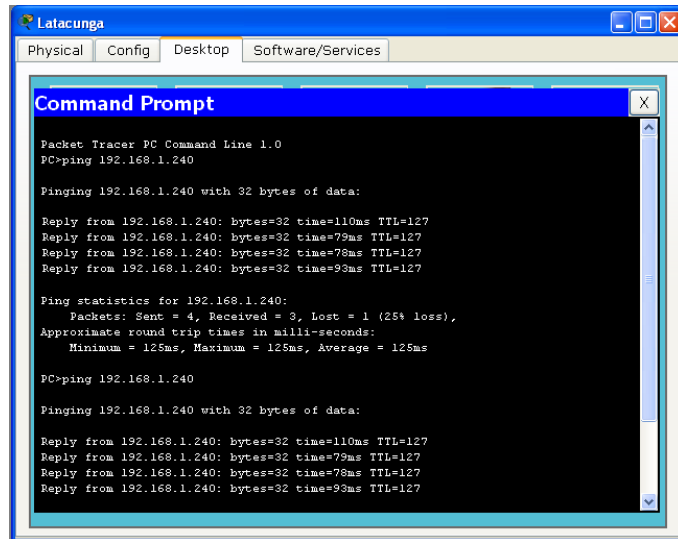 Latacunga
Physical Config Desktop Software/Services
Command Prompt X
Packet Tracer PC Command Line 1.0
PC>ping 192.168.1.240
Pinging 192.168.1.240 with 32 bytes of data:
Reply from 192.168.1.240: bytes=32 time=110ms TTL=127
Reply from 192.168.1.240: bytes=32 time=79ms TTL=127
Reply from 192.168.1.240: bytes=32 time=78ms TTL=127
Reply from 192.168.1.240: bytes=32 time=93ms TTL=127
Ping statistics for 192.168.1.240:
Packets: Sent = 4, Received = 3, Lost = 1 (25% loss),
Approximate round trip times in milli-seconds:
Minimum = 125ms, Maximum = 125ms, Average = 125ms
PC>ping 192.168.1.240
Pinging 192.168.1.240 with 32 bytes of data:
Reply from 192.168.1.240: bytes=32 time=110ms TTL=127
Reply from 192.168.1.240: bytes=32 time=79ms TTL=127
Reply from 192.168.1.240: bytes=32 time=78ms TTL=127
Reply from 192.168.1.240: bytes=32 time=93ms TTL=127